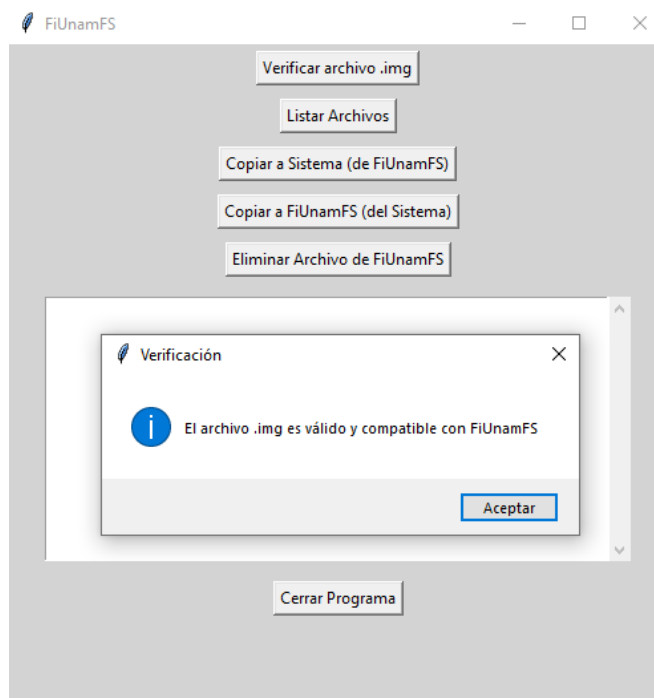 FiUnamFS
Verificar archivo .img
Listar Archivos
Copiar a Sistema (de FiUnamFS)
Copiar a FiUnamFS (del Sistema)
Eliminar Archivo de FiUnamFS
Verificación
El archivo .img es válido y compatible con FiUnamFS
Aceptar
Cerrar Programa